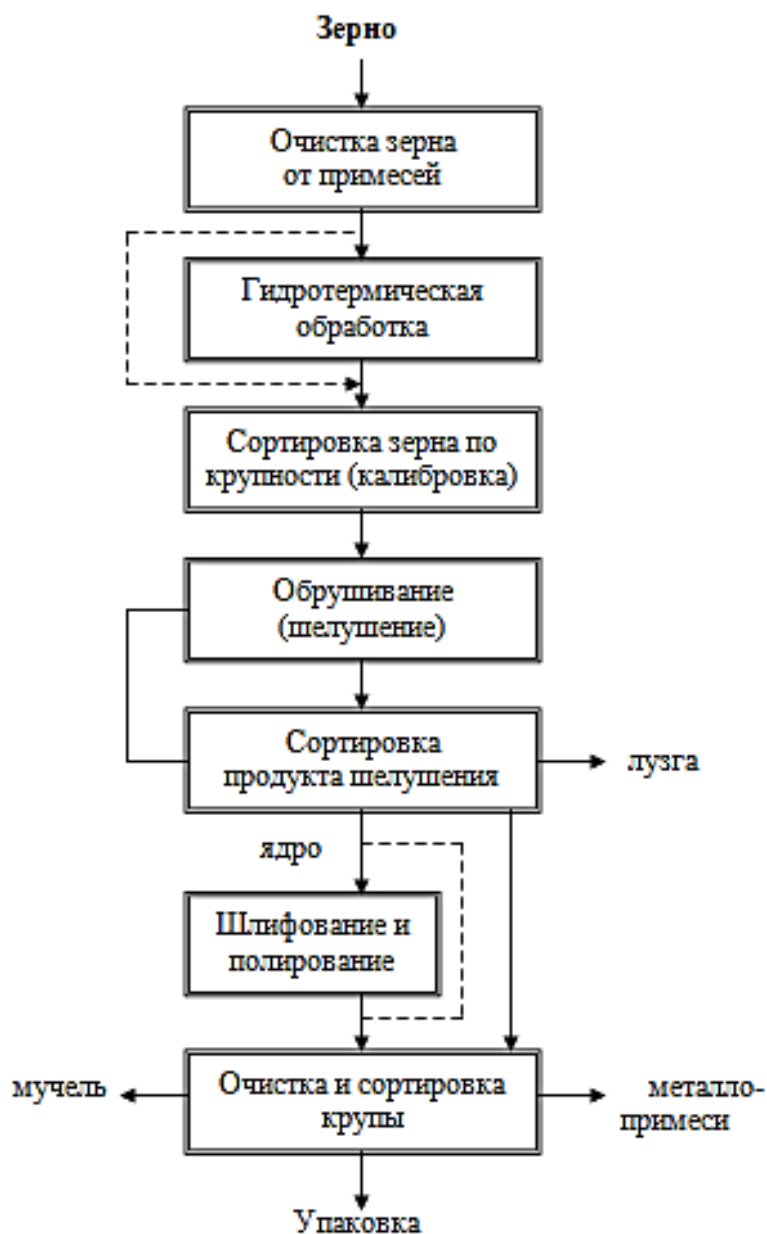 Зерно
Очистка зерна
от примесей
Гидротермическая
обработка
Сортировка зерна по
крупности (калибровка)
Обрушивание
(шелушение)
Сортировка
продукта шелушения
лузга
ядро
Шлифование и
полирование
мучель
Очистка и сортировка
крупы
металло-
примеси
Упаковка